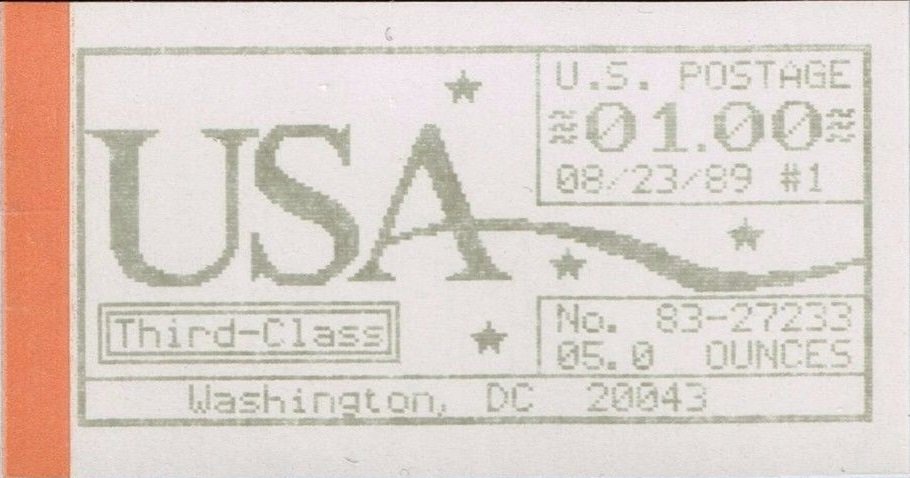 U.S. POSTAGE
≈01.00≈
08/23/89 #1
USA
No. 83-27233
05.0 OUNCES
Third-Class
Washington, DC 20043